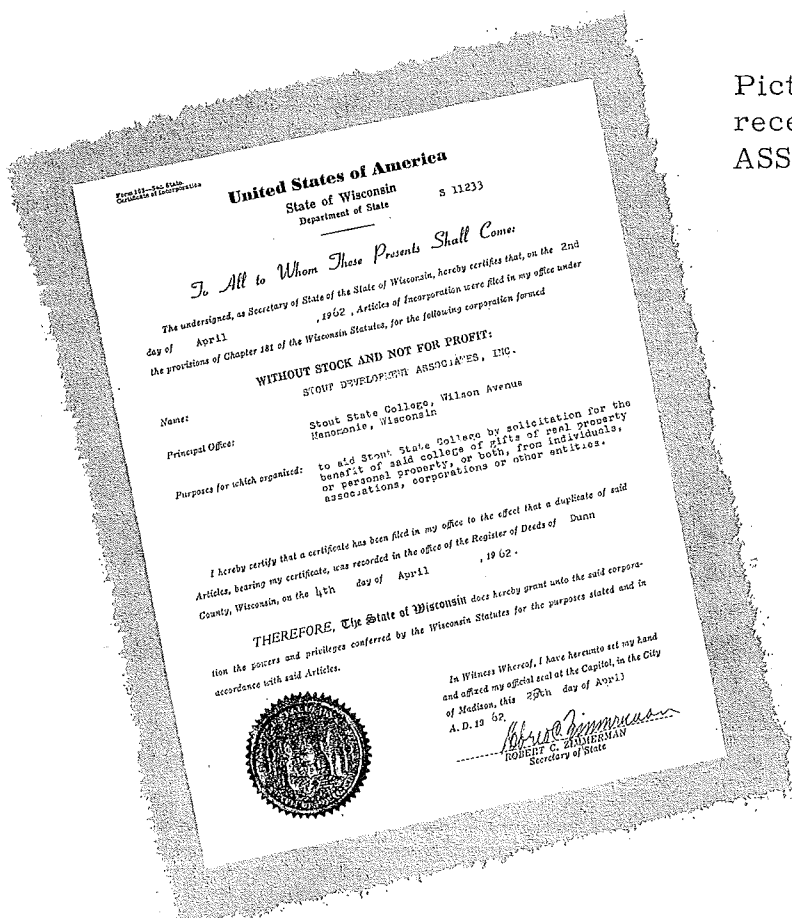 Pict
rece
ASS
Form 102—Sec. State.
Certificate of Incorporation
United States of America
State of Wisconsin
Department of State
S 11233
To All to Whom These Presents Shall Come:
The undersigned, as Secretary of State of the State of Wisconsin, hereby certifies that, on the 2nd
day of April , 1962 , Articles of Incorporation were filed in my office under
the provisions of Chapter 181 of the Wisconsin Statutes, for the following corporation formed
WITHOUT STOCK AND NOT FOR PROFIT:
Name: STOUT DEVELOPMENT ASSOCIATES, INC.
Principal Office: Stout State College, Wilson Avenue
Menomonie, Wisconsin
Purposes for which organized: to aid Stout State College by solicitation for the
benefit of said college of gifts of real property
or personal property, or both, from individuals,
associations, corporations or other entities.
I hereby certify that a certificate has been filed in my office to the effect that a duplicate of said
Articles, bearing my certificate, was recorded in the office of the Register of Deeds of Dunn
County, Wisconsin, on the 4th day of April , 1962.
THEREFORE, The State of Wisconsin does hereby grant unto the said corpora-
tion the powers and privileges conferred by the Wisconsin Statutes for the purposes stated and in
accordance with said Articles.
In Witness Whereof, I have hereunto set my hand
and affixed my official seal at the Capitol, in the City
of Madison, this day of April
A. D. 19 62.
Robert C. Zimmerman
ROBERT C. ZIMMERMAN
Secretary of State